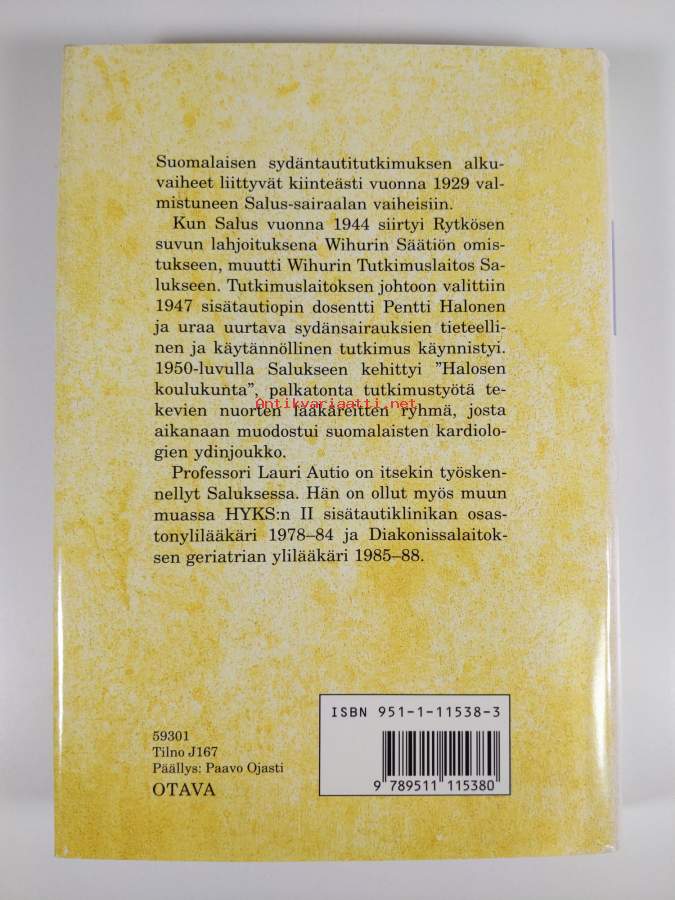 Suomalaisen sydäntautitutkimuksen alku-
vaiheet liittyvät kiinteästi vuonna 1929 val-
mistuneen Salus-sairaalan vaiheisiin.
Kun Salus vuonna 1944 siirtyi Rytkösen
suvun lahjoituksena Wihurin Säätiön omis-
tukseen, muutti Wihurin Tutkimuslaitos Sa-
lukseen. Tutkimuslaitoksen johtoon valittiin
1947 sisätautiopin dosentti Pentti Halonen
ja uraa uurtava sydänsairauksien tieteelli-
nen ja käytännöllinen tutkimus käynnistyi.
1950-luvulla Salukseen kehittyi ”Halosen
koulukunta”, palkatonta tutkimustyötä te-
Antikvariaatti.net
kevien nuorten lääkäreitten ryhmä, josta
aikanaan muodostui suomalaisten kardiolo-
gien ydinjoukko.
Professori Lauri Autio on itsekin työsken-
nellyt Saluksessa. Hän on ollut myös muun
muassa HYKS:n II sisätautiklinikan osas-
tonylilääkäri 1978–84 ja Diakonissalaitok-
sen geriatrian ylilääkäri 1985–88.
ISBN 951-1-11538-3
59301
Tilno J167
Päällys: Paavo Ojasti
OTAVA
9 789511 115380